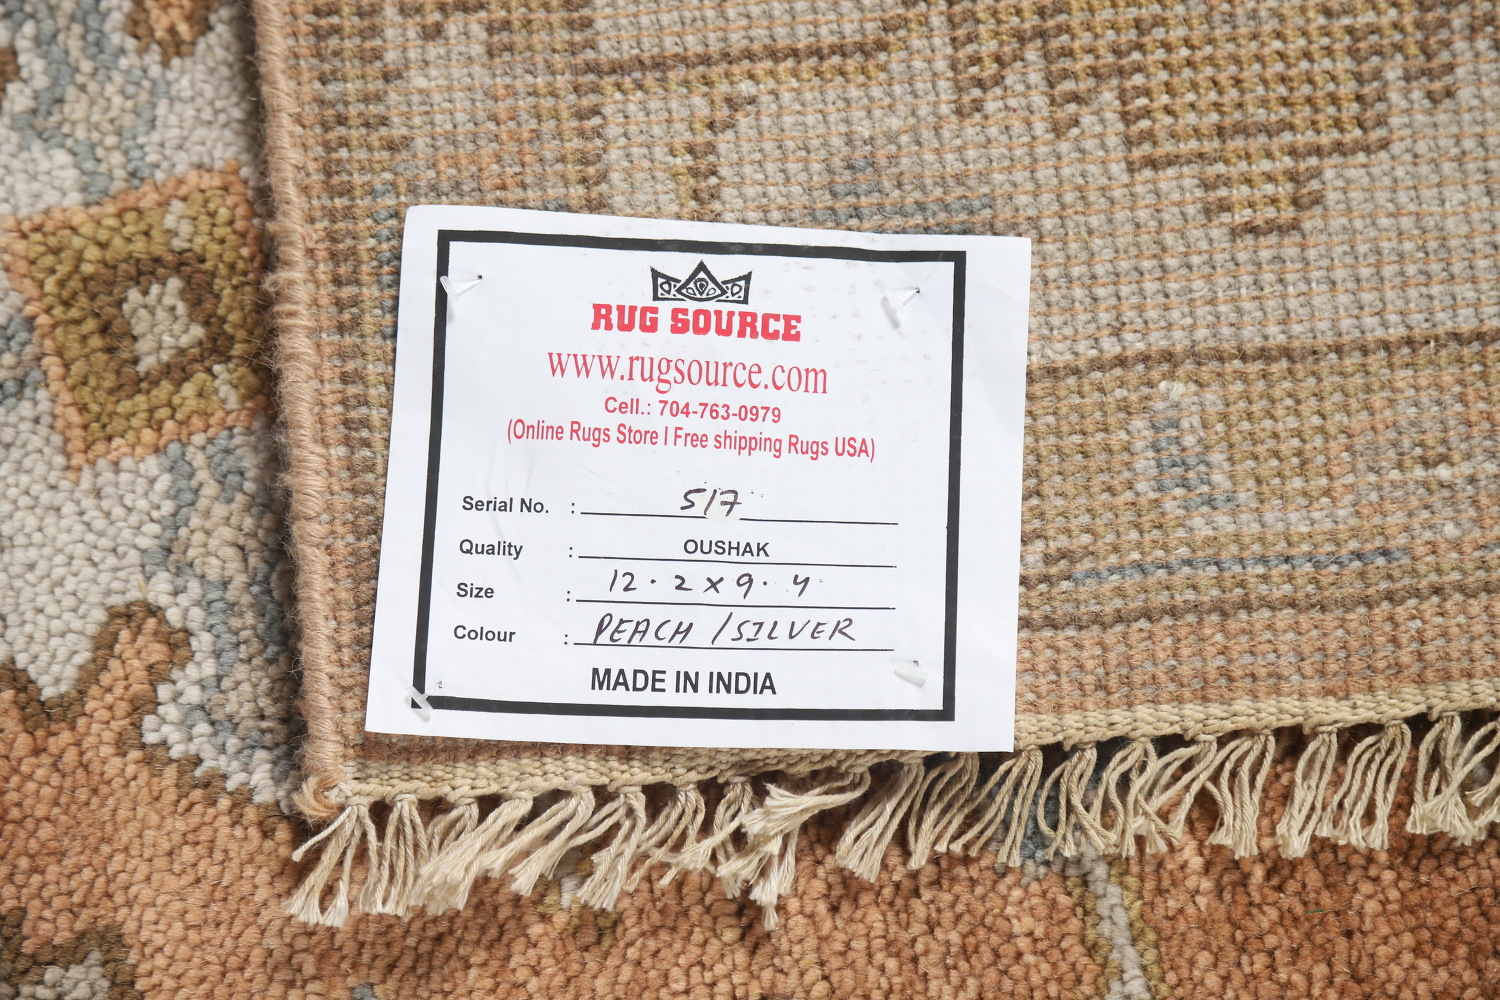 RUG SOURCE
www.rugsource.com
Cell.: 704-763-0979
(Online Rugs Store I Free shipping Rugs USA)
Serial No. : 517
Quality : OUSHAK
Size : 12.2x9.4
Colour : PEACH /SILVER
MADE IN INDIA